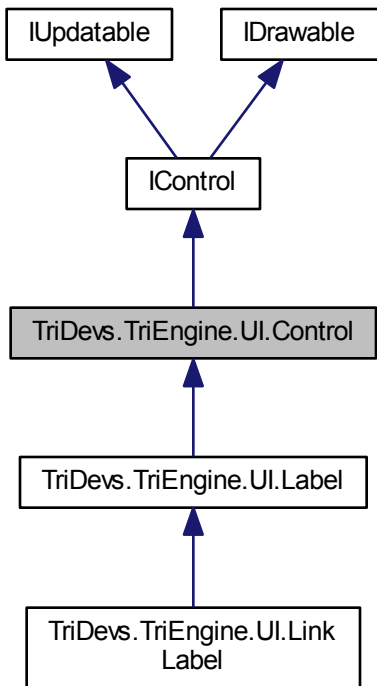 IUpdatable
IDrawable
IControl
TriDevs.TriEngine.UI.Control
TriDevs.TriEngine.UI.Label
TriDevs.TriEngine.UI.Link
Label